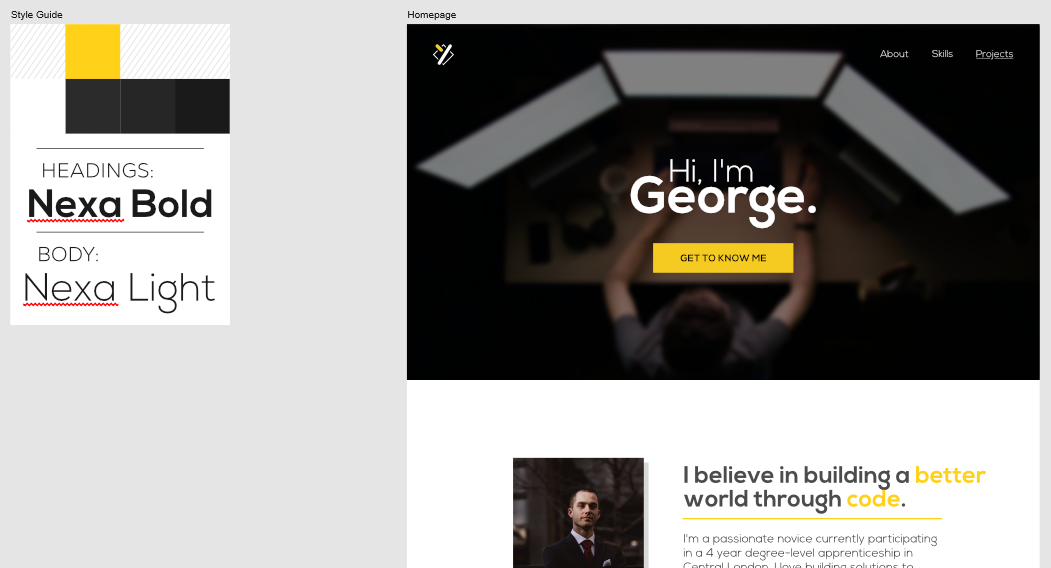 Style Guide
HEADINGS:
Nexa Bold
BODY:
Nexa Light
Homepage
About Skills Projects
Hi, I'm
George.
GET TO KNOW ME
I believe in building a better
world through code.
I'm a passionate novice currently participating
in a 4 year degree-level apprenticeship in
Central London. I love building solutions to